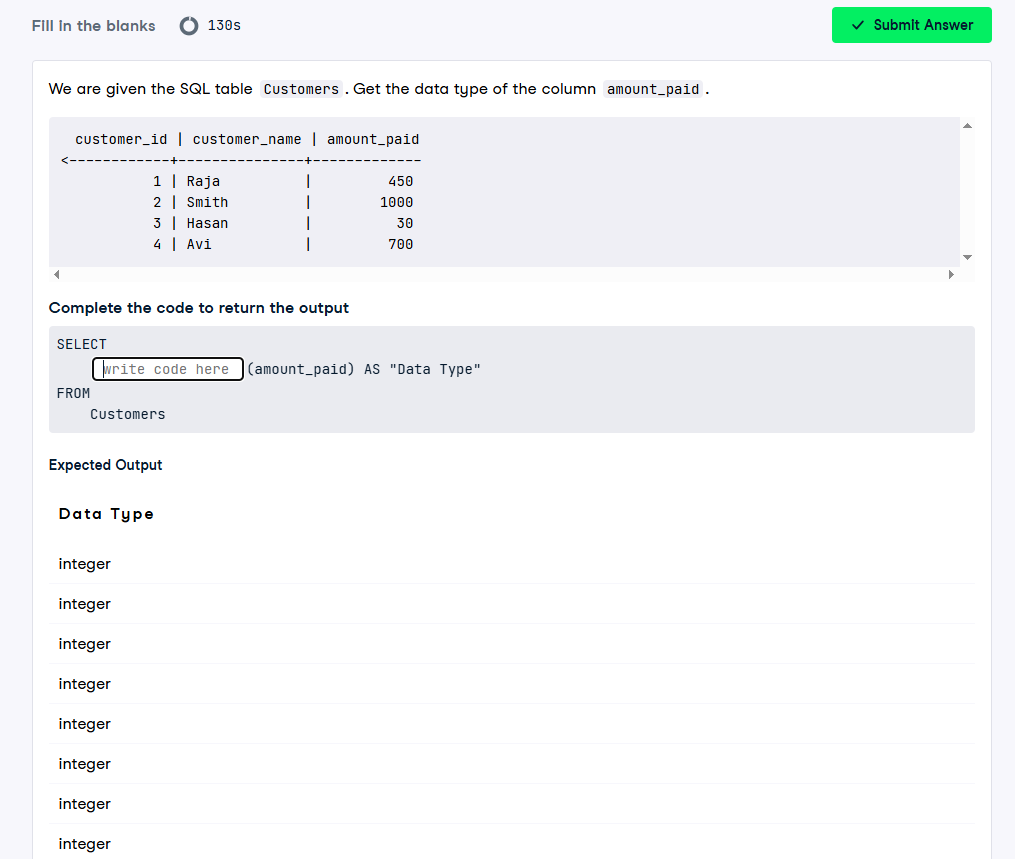 Fill in the blanks 130s Submit Answer
We are given the SQL table Customers. Get the data type of the column amount_paid.
customer_id | customer_name | amount_paid
<------------+---------------+-------------
1 | Raja | 450
2 | Smith | 1000
3 | Hasan | 30
4 | Avi | 700
Complete the code to return the output
SELECT
write code here (amount_paid) AS "Data Type"
FROM
Customers
Expected Output
Data Type
integer
integer
integer
integer
integer
integer
integer
integer